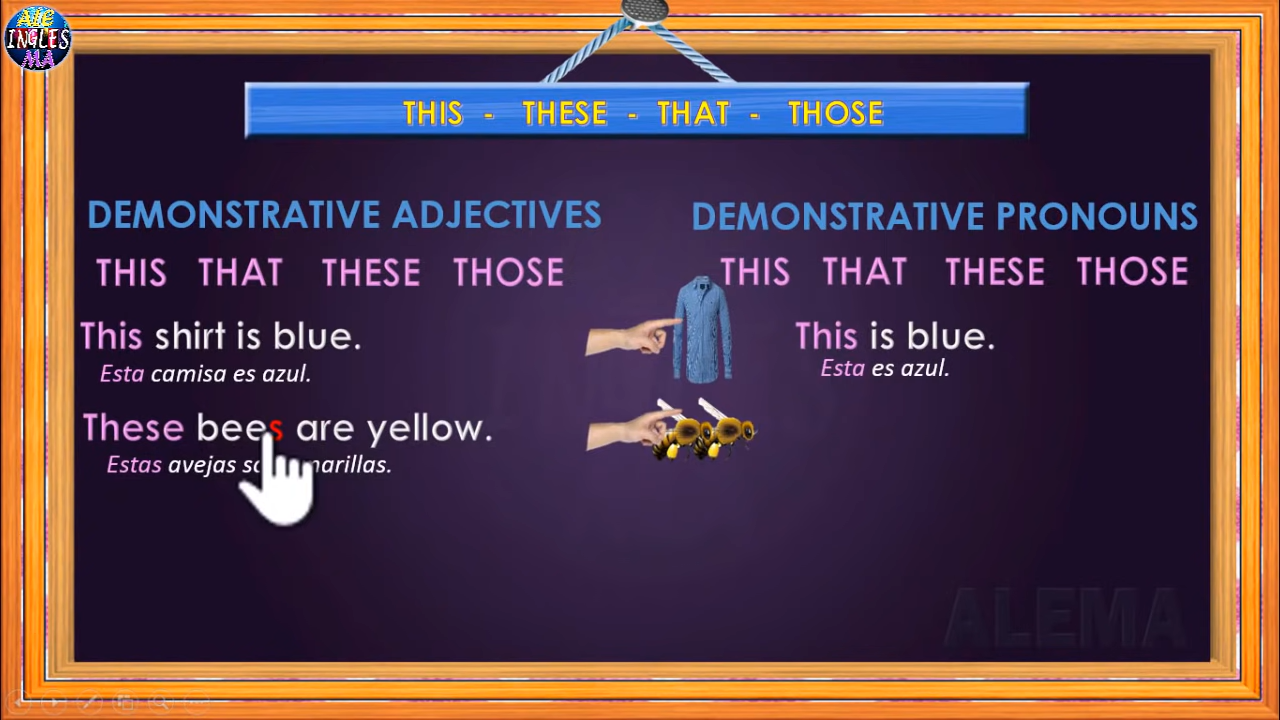 ALE
INGLES
MA
THIS - THESE - THAT - THOSE
DEMONSTRATIVE ADJECTIVES
THIS THAT THESE THOSE
This shirt is blue.
Esta camisa es azul.
These bees are yellow.
Estas avejas
DEMONSTRATIVE PRONOUNS
THIS THAT THESE THOSE
This is blue.
Esta es azul.
ALEMA